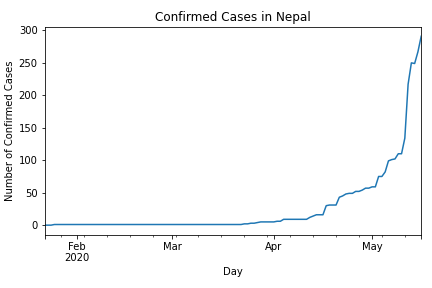 Confirmed Cases in Nepal
Number of Confirmed Cases
300
250
200
150
100
50
0
Feb
2020
Mar
Apr
May
Day